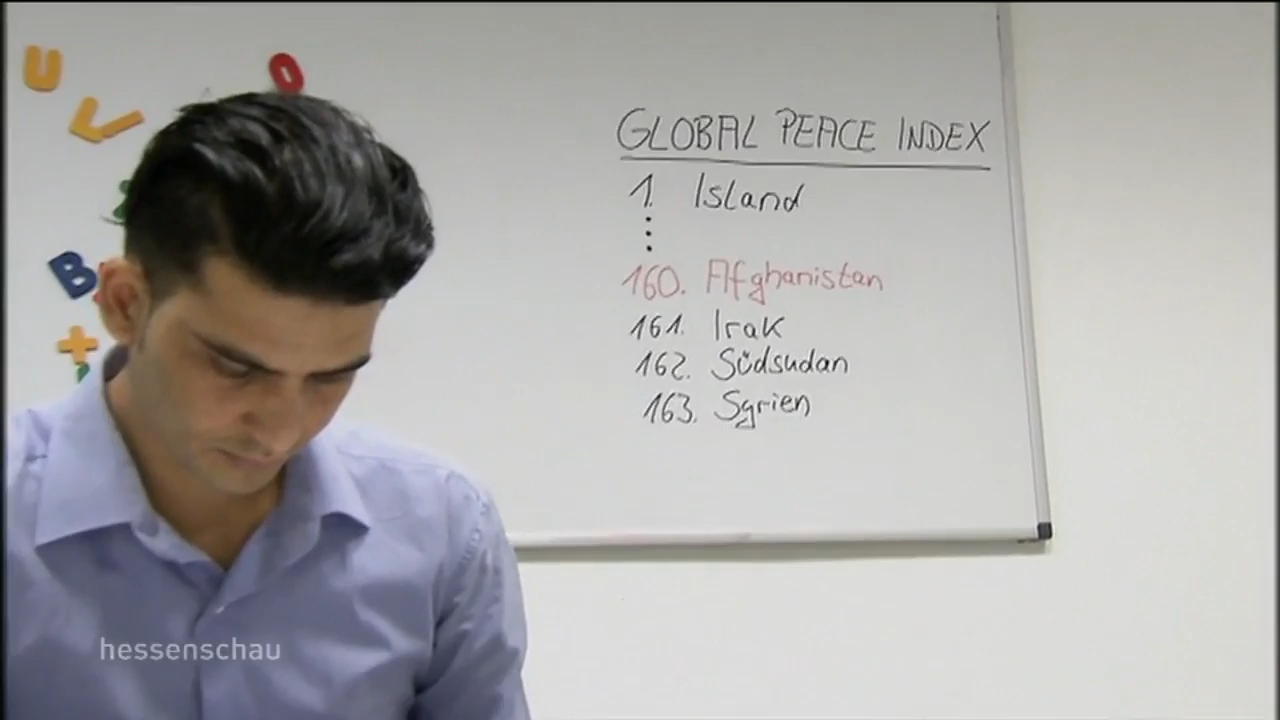 U
O
B
GLOBAL PEACE INDEX
1. Island
160. Afghanistan
161. Irak
162. Südsudan
163. Syrien
hessenschau